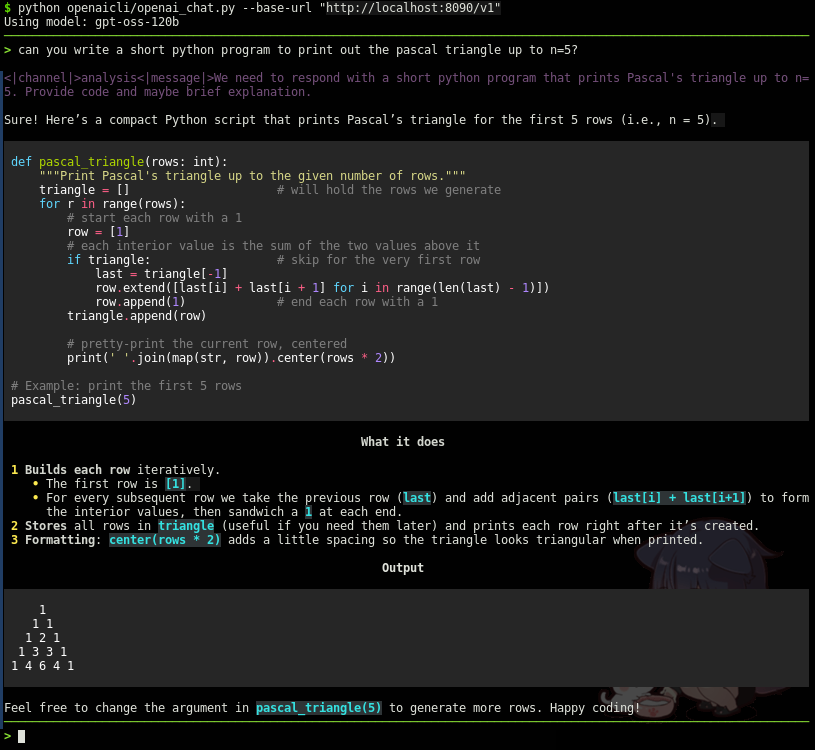 $ python openaicli/openai_chat.py --base-url "http://localhost:8090/v1"
Using model: gpt-oss-120b
> can you write a short python program to print out the pascal triangle up to n=5?
<|channel|>analysis<|message|>We need to respond with a short python program that prints Pascal's triangle up to n=
5. Provide code and maybe brief explanation.
Sure! Here’s a compact Python script that prints Pascal’s triangle for the first 5 rows (i.e., n = 5).
def pascal_triangle(rows: int):
    """Print Pascal's triangle up to the given number of rows."""
    triangle = []                     # will hold the rows we generate
    for r in range(rows):
        # start each row with a 1
        row = [1]
        # each interior value is the sum of the two values above it
        if triangle:                  # skip for the very first row
            last = triangle[-1]
            row.extend([last[i] + last[i + 1] for i in range(len(last) - 1)])
            row.append(1)             # end each row with a 1
        triangle.append(row)
        # pretty-print the current row, centered
        print(' '.join(map(str, row)).center(rows * 2))
# Example: print the first 5 rows
pascal_triangle(5)
What it does
1 Builds each row iteratively.
• The first row is [1].
• For every subsequent row we take the previous row (last) and add adjacent pairs (last[i] + last[i+1]) to form
the interior values, then sandwich a 1 at each end.
2 Stores all rows in triangle (useful if you need them later) and prints each row right after it’s created.
3 Formatting: center(rows * 2) adds a little spacing so the triangle looks triangular when printed.
Output
    1
   1 1
  1 2 1
 1 3 3 1
1 4 6 4 1
Feel free to change the argument in pascal_triangle(5) to generate more rows. Happy coding!
>